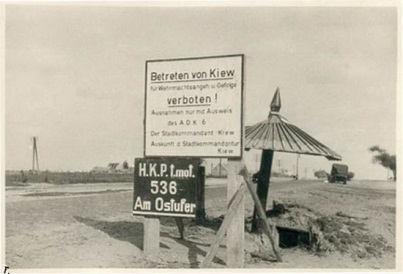 Betreten von Kiew
für Wehrmachtsangeh. u. Gefolge
verboten !
Ausnahmen nur mit Ausweis
des A D K 6
Der Stadtkommandant Kiew
Auskunft d Stadtkommandantur
Kiew
H.K.P. f.mot.
536
Am Ostufer